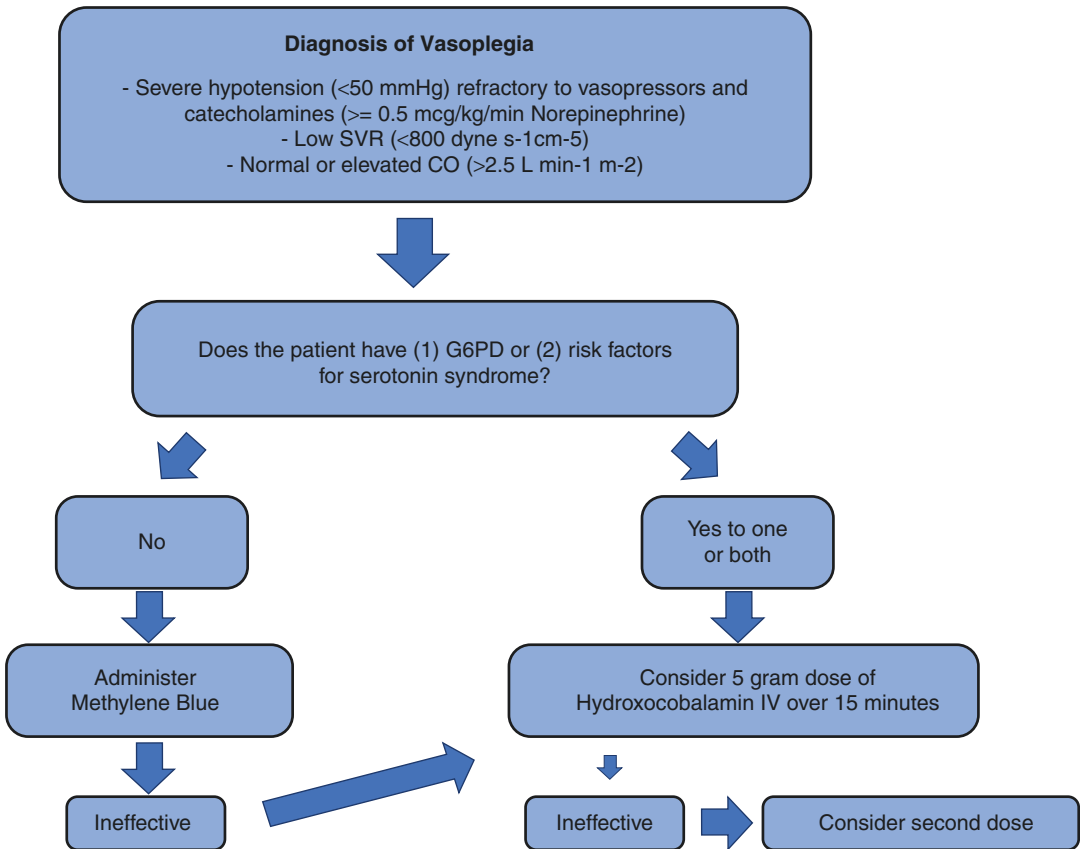 Diagnosis of Vasoplegia
- Severe hypotension (<50 mmHg) refractory to vasopressors and
catecholamines (>= 0.5 mcg/kg/min Norepinephrine)
- Low SVR (<800 dyne s-1cm-5)
- Normal or elevated CO (>2.5 L min-1 m-2)
Does the patient have (1) G6PD or (2) risk factors
for serotonin syndrome?
No
Yes to one
or both
Administer
Methylene Blue
Consider 5 gram dose of
Hydroxocobalamin IV over 15 minutes
Ineffective
Ineffective
Consider second dose